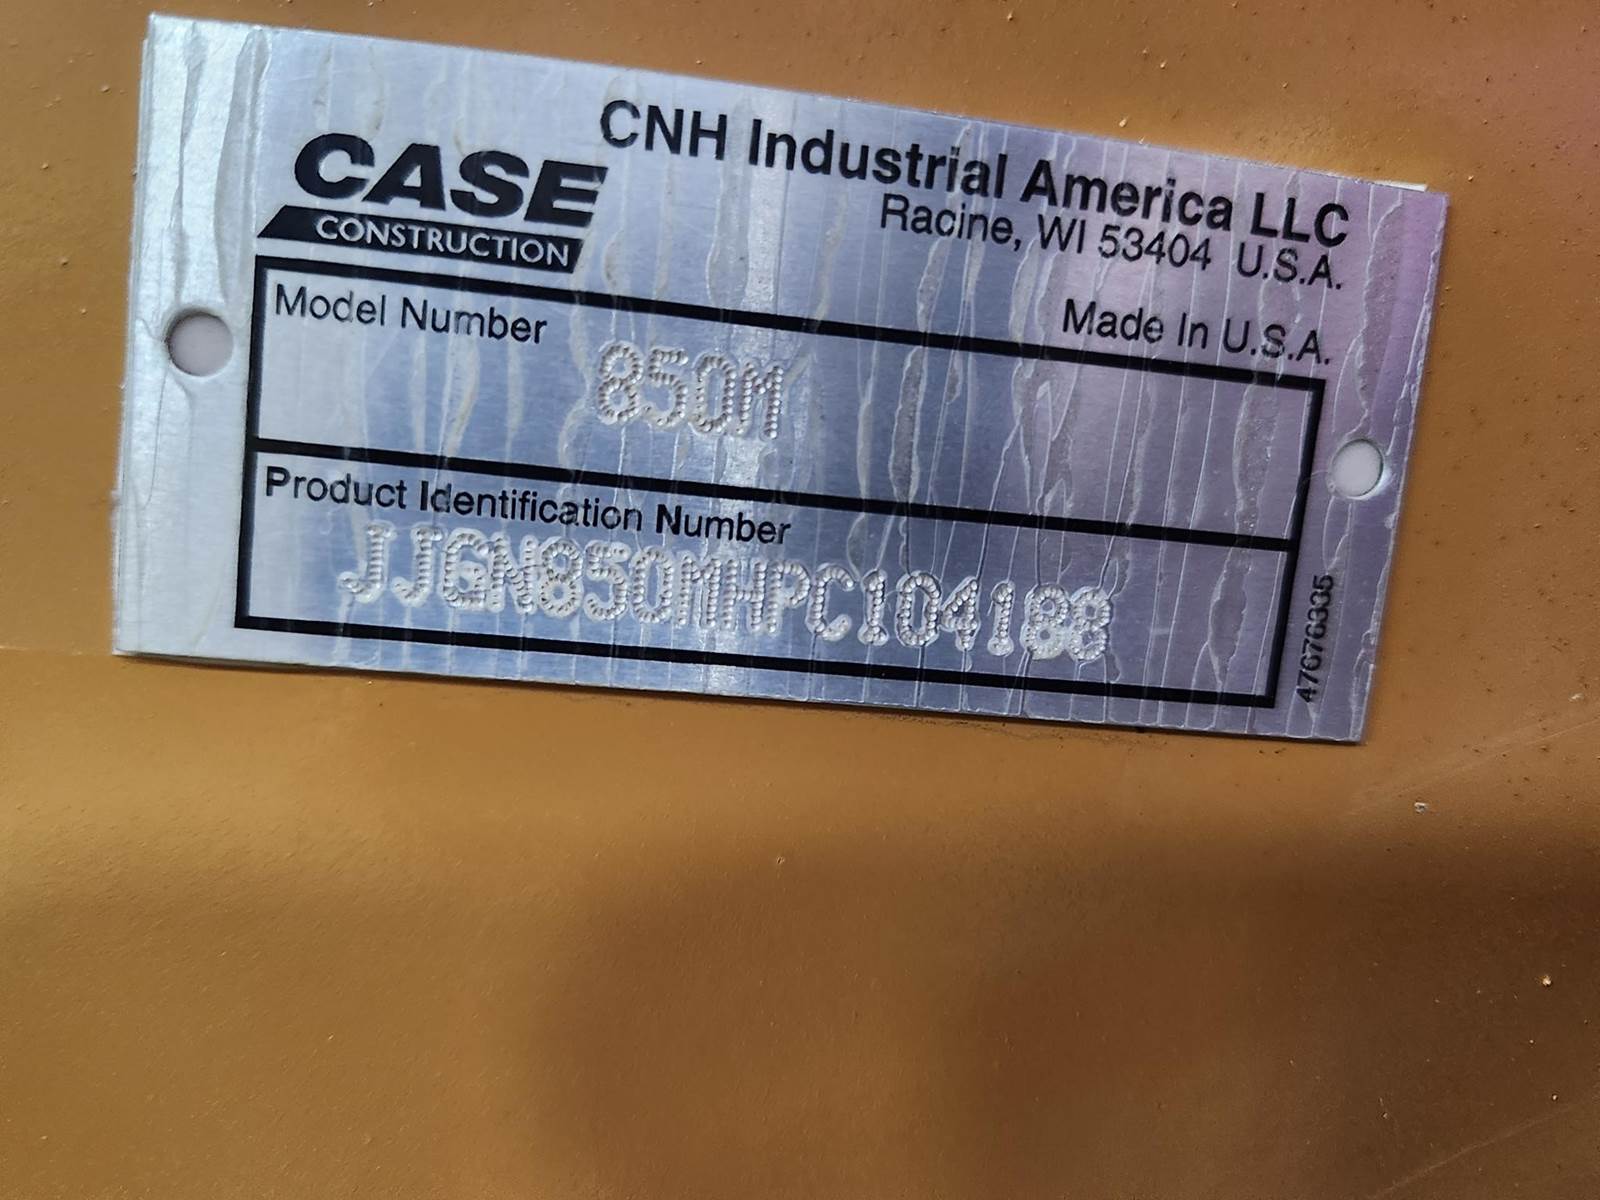 CASE
CONSTRUCTION
CNH Industrial America LLC
Racine, WI 53404 U.S.A.
Made In U.S.A.
Model Number
850M
Product Identification Number
JJGN850MHPC104188
47676335